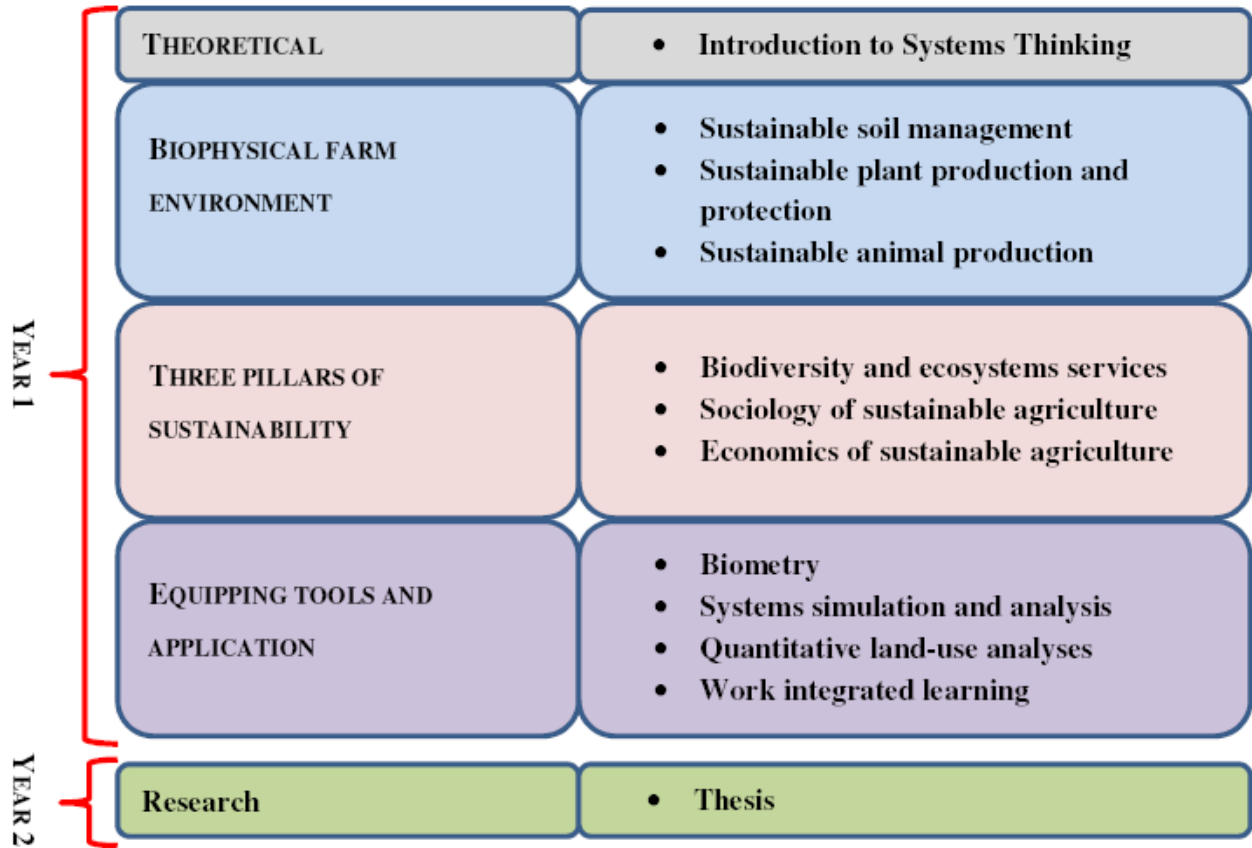 THEORETICAL
• Introduction to Systems Thinking
BIOPHYSICAL FARM
ENVIRONMENT
• Sustainable soil management
• Sustainable plant production and
protection
• Sustainable animal production
YEAR 1
THREE PILLARS OF
SUSTAINABILITY
• Biodiversity and ecosystems services
• Sociology of sustainable agriculture
• Economics of sustainable agriculture
EQUIPPING TOOLS AND
APPLICATION
• Biometry
• Systems simulation and analysis
• Quantitative land-use analyses
• Work integrated learning
YEAR 2
Research
• Thesis